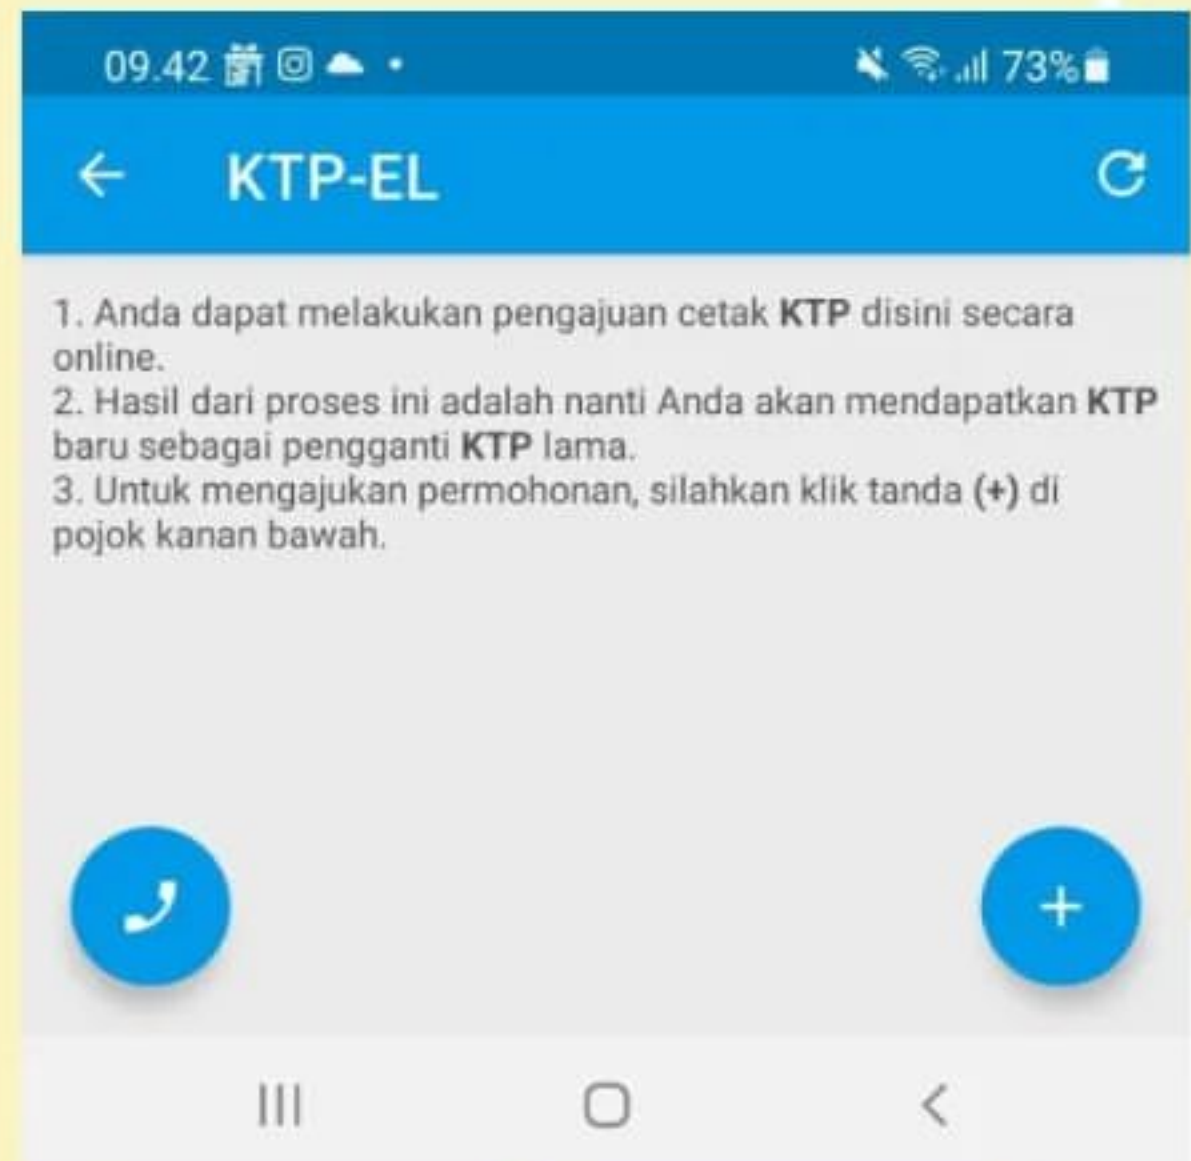 09.42 73%
KTP-EL
1. Anda dapat melakukan pengajuan cetak KTP disini secara
online.
2. Hasil dari proses ini adalah nanti Anda akan mendapatkan KTP
baru sebagai pengganti KTP lama.
3. Untuk mengajukan permohonan, silahkan klik tanda (+) di
pojok kanan bawah.